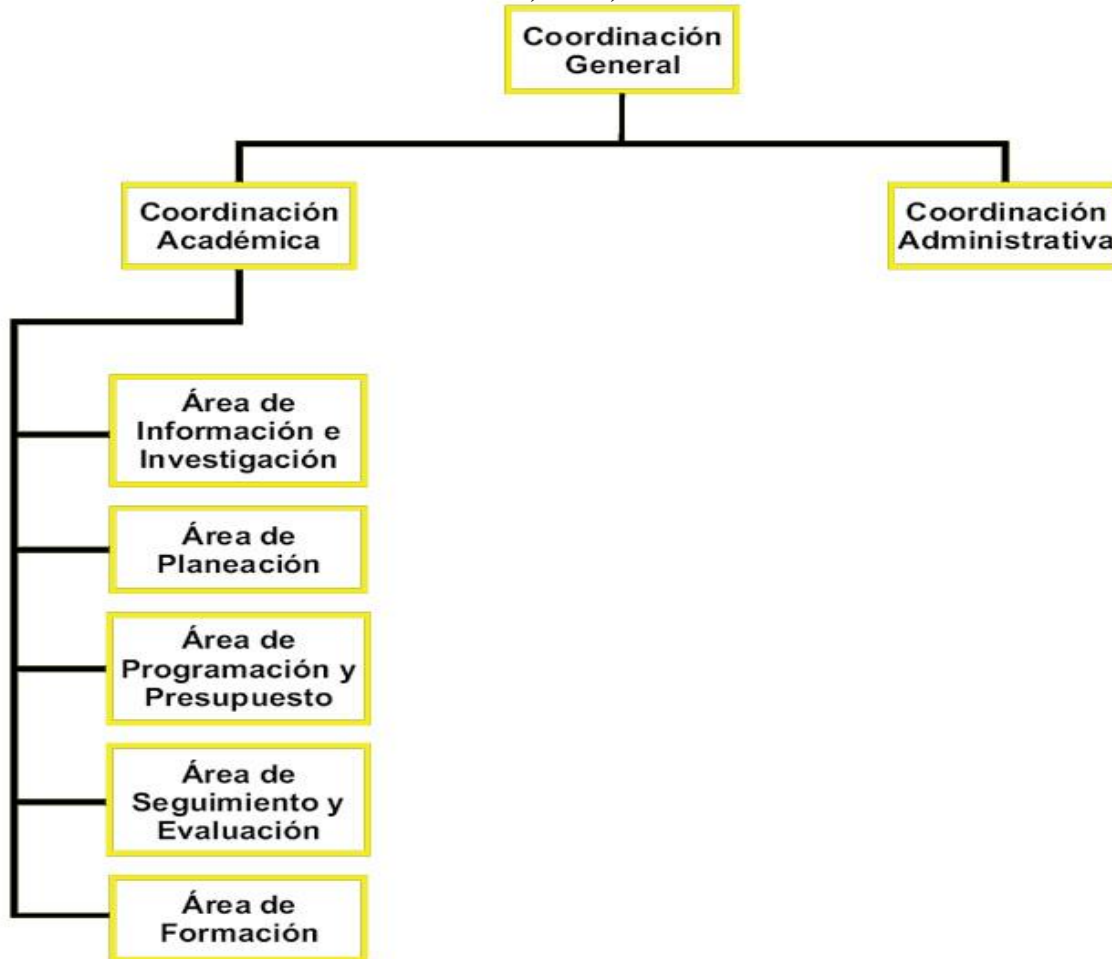 Coordinación
General
Coordinación
Académica
Coordinación
Administrativa
Área de
Información e
Investigación
Área de
Planeación
Área de
Programación y
Presupuesto
Área de
Seguimiento y
Evaluación
Área de
Formación